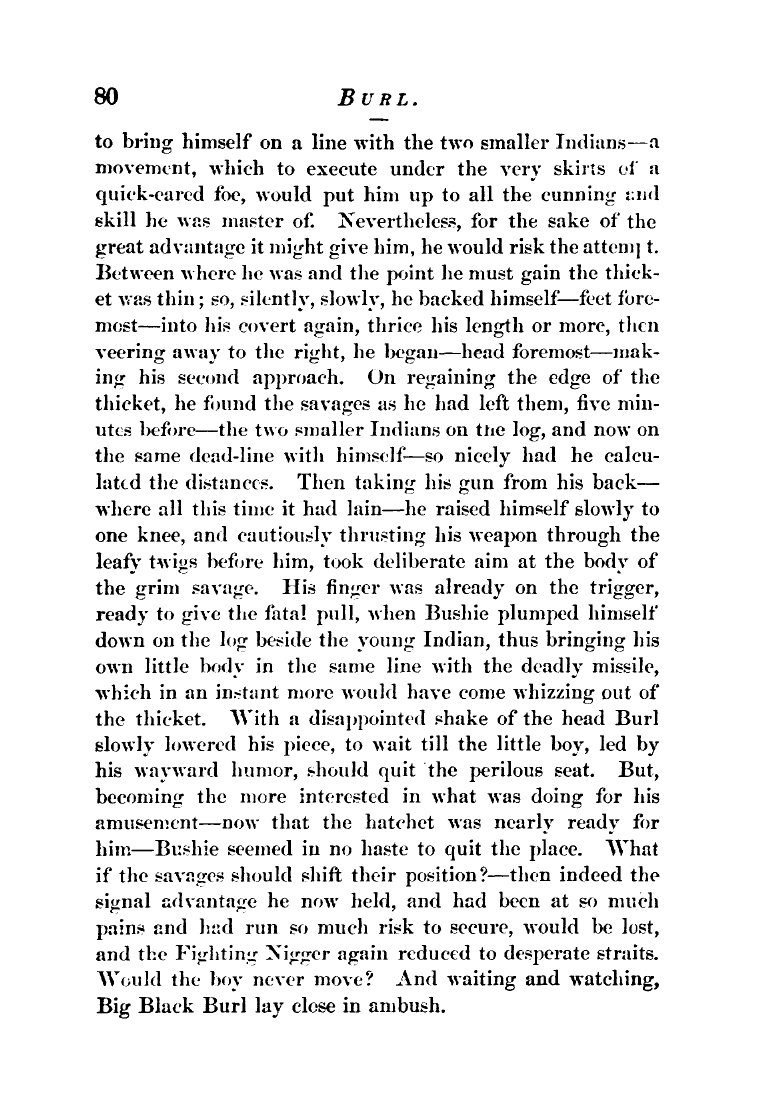 80 BURL.
to bring himself on a line with the two smaller Indians—a
movement, which to execute under the very skirts of a
quick-eared foe, would put him up to all the cunning and
skill he was master of. Nevertheless, for the sake of the
great advantage it might give him, he would risk the attempt.
Between where he was and the point he must gain the thick-
et was thin; so, silently, slowly, he backed himself—feet fore-
most—into his covert again, thrice his length or more, then
veering away to the right, he began—head foremost—mak-
ing his second approach. On regaining the edge of the
thicket, he found the savages as he had left them, five min-
utes before—the two smaller Indians on the log, and now on
the same dead-line with himself—so nicely had he calcu-
lated the distances. Then taking his gun from his back—
where all this time it had lain—he raised himself slowly to
one knee, and cautiously thrusting his weapon through the
leafy twigs before him, took deliberate aim at the body of
the grim savage. His finger was already on the trigger,
ready to give the fatal pull, when Bushie plumped himself
down on the log beside the young Indian, thus bringing his
own little body in the same line with the deadly missile,
which in an instant more would have come whizzing out of
the thicket. With a disappointed shake of the head Burl
slowly lowered his piece, to wait till the little boy, led by
his wayward humor, should quit the perilous seat. But,
becoming the more interested in what was doing for his
amusement—now that the hatchet was nearly ready for
him—Bushie seemed in no haste to quit the place. What
if the savages should shift their position?—then indeed the
signal advantage he now held, and had been at so much
pains and had run so much risk to secure, would be lost,
and the Fighting Nigger again reduced to desperate straits.
Would the boy never move? And waiting and watching,
Big Black Burl lay close in ambush.